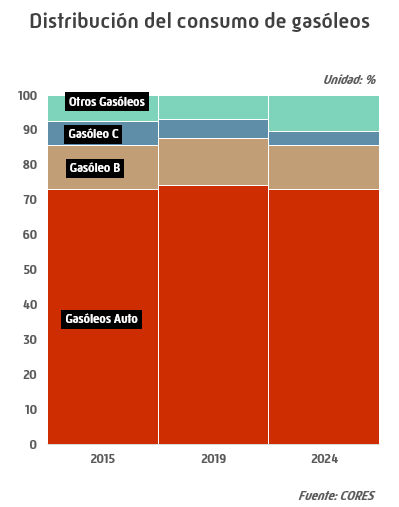 Distribución del consumo de gasóleos
Unidad: %
100
90
80
70
60
50
40
30
20
10
0
Otros Gasóleos
Gasóleo C
Gasóleo B
Gasóleos Auto
2015 2019 2024
Fuente: CORES